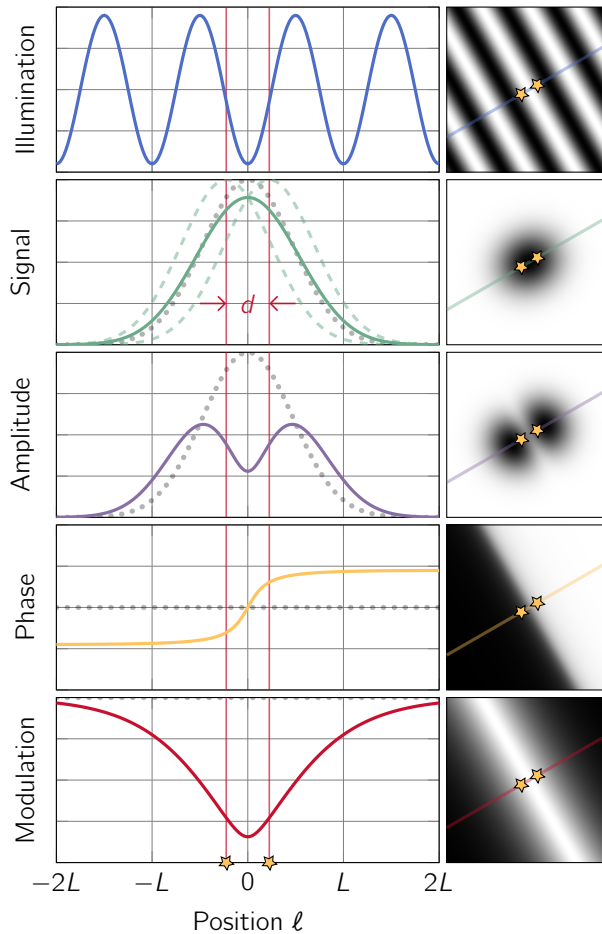 Illumination
Signal
d
Amplitude
Phase
Modulation
−2L −L 0 L 2L
Position ℓ